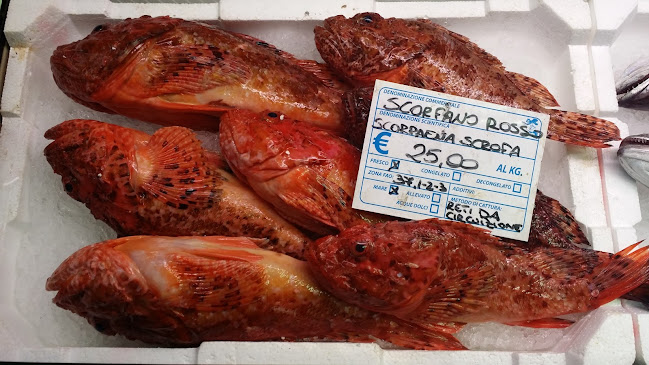 DENOMINAZIONE COMMERCIALE
SCORFANO ROSSO
DENOMINAZIONE SCIENTIFICA
SCORPAENA SCROFA
€ 25,00 AL KG.
FRESCO CONGELATO DECONGELATO
ZONA FAO 37,1-2-3 ADDITIVI
MARE ALLEVATO METODO DI CATTURA:
ACQUE DOLCI RETI DA
CIRCUIZIONE